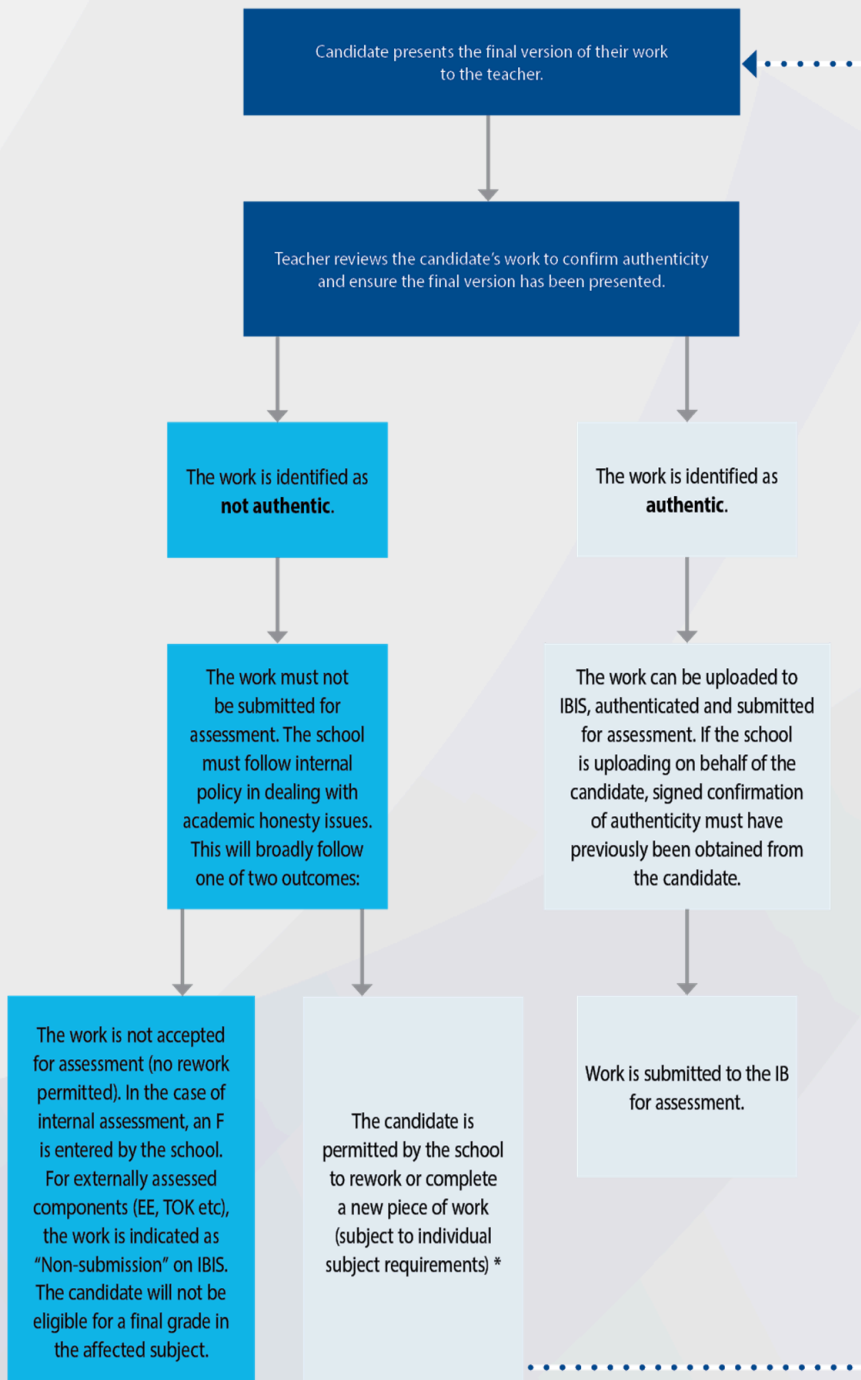 Candidate presents the final version of their work
to the teacher.
Teacher reviews the candidate’s work to confirm authenticity
and ensure the final version has been presented.
The work is identified as
not authentic.
The work is identified as
authentic.
The work must not
be submitted for
assessment. The school
must follow internal
policy in dealing with
academic honesty issues.
This will broadly follow
one of two outcomes:
The work can be uploaded to
IBIS, authenticated and submitted
for assessment. If the school
is uploading on behalf of the
candidate, signed confirmation
of authenticity must have
previously been obtained from
the candidate.
The work is not accepted
for assessment (no rework
permitted). In the case of
internal assessment, an F
is entered by the school.
For externally assessed
components (EE, TOK etc),
the work is indicated as
“Non-submission” on IBIS.
The candidate will not be
eligible for a final grade in
the affected subject.
The candidate is
permitted by the school
to rework or complete
a new piece of work
(subject to individual
subject requirements) *
Work is submitted to the IB
for assessment.